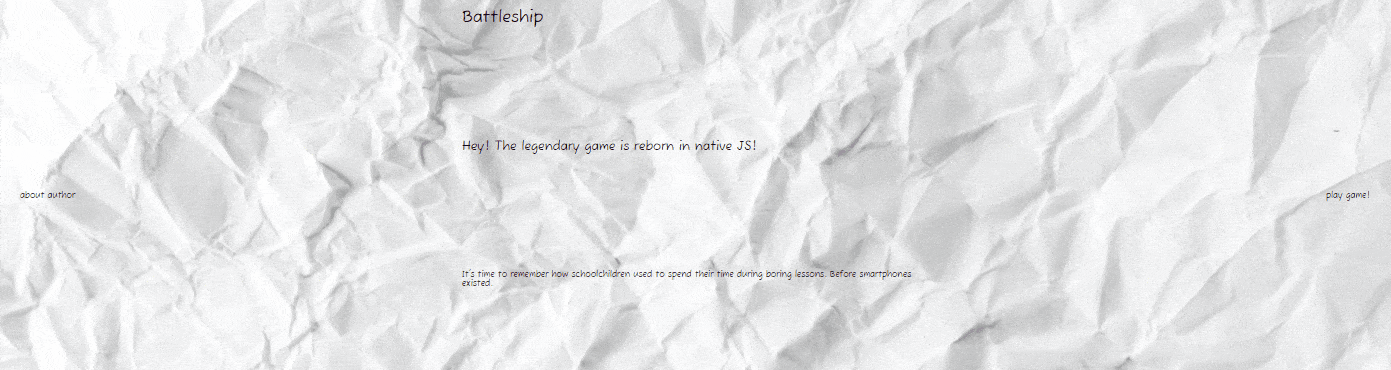 Battleship
Hey! The legendary game is reborn in native JS!
about author
play game!
It's time to remember how schoolchildren used to spend their time during boring lessons. Before smartphones
existed.